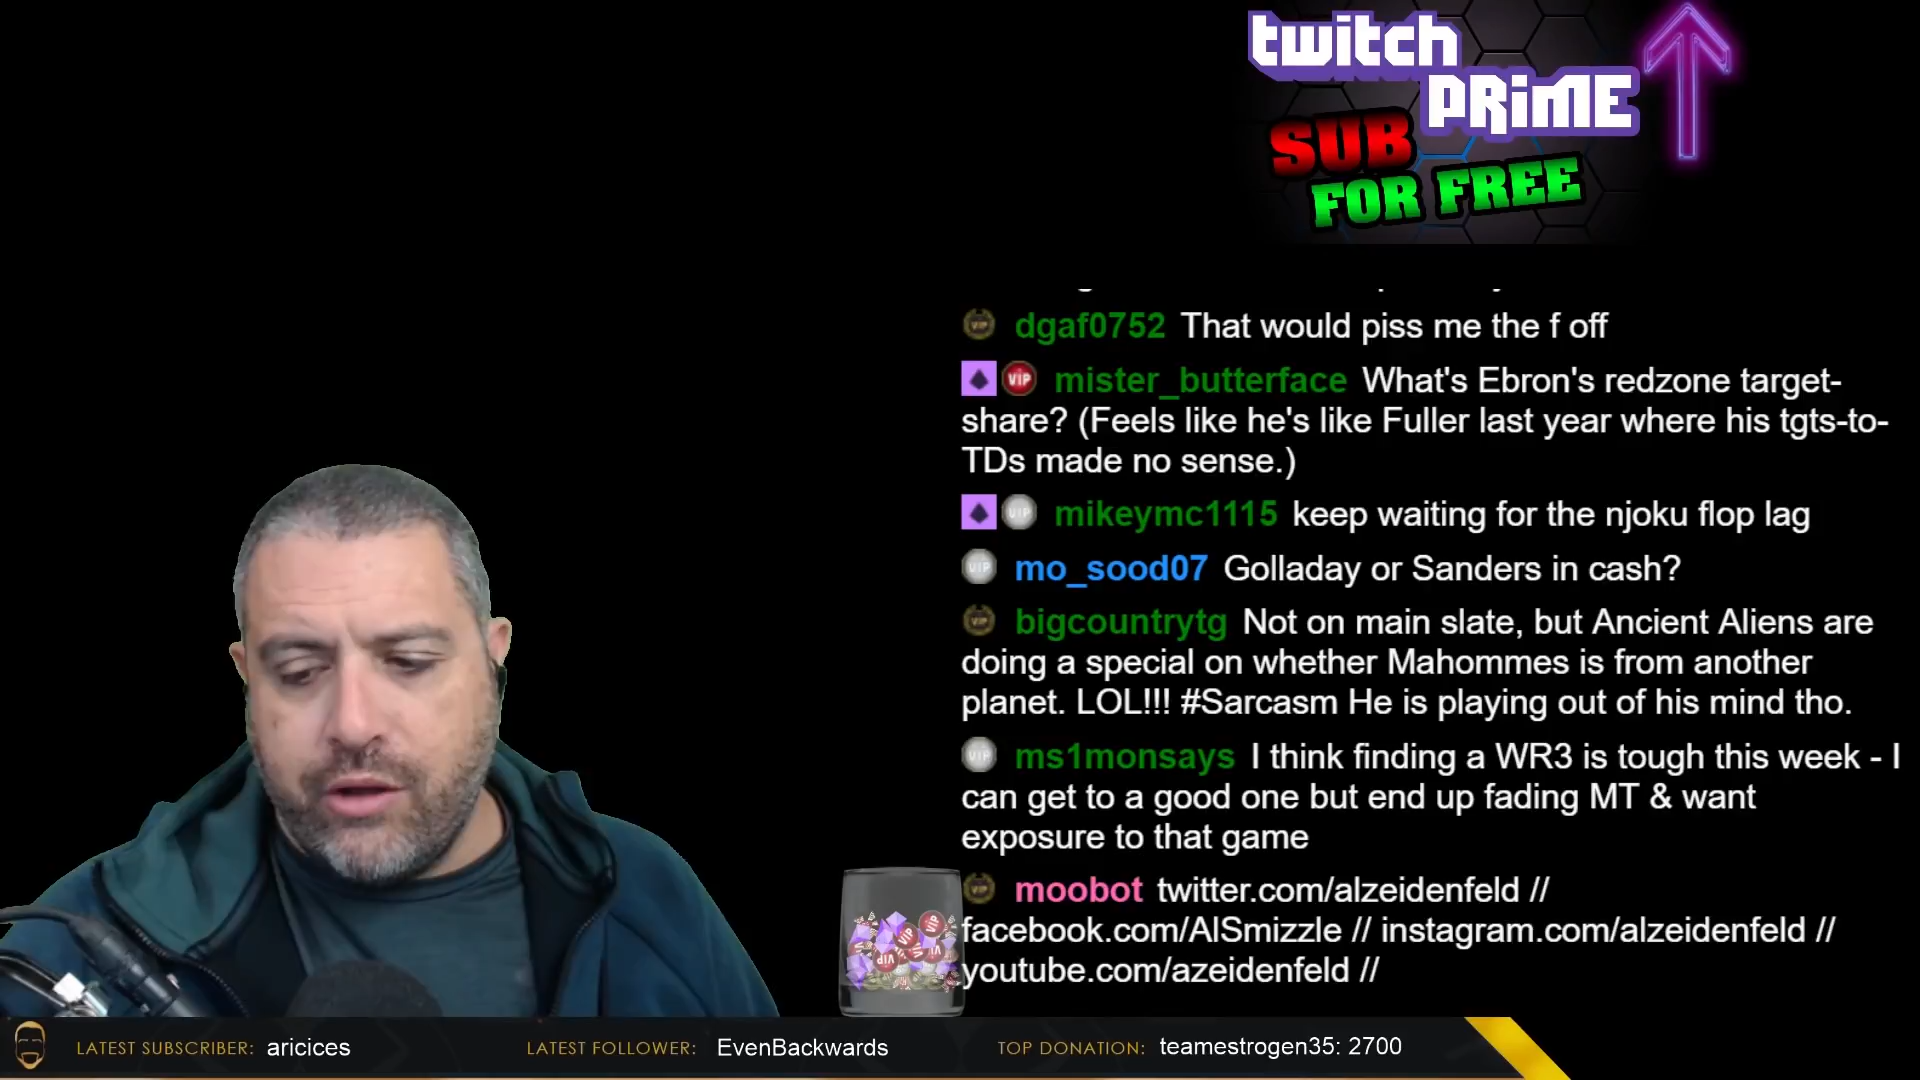 twitch
PRiME
SUB
FOR FREE
dgaf0752 That would piss me the f off
mister_butterface What's Ebron's redzone target-
share? (Feels like he's like Fuller last year where his tgts-to-
TDs made no sense.)
mikeymc1115 keep waiting for the njoku flop lag
mo_sood07 Golladay or Sanders in cash?
bigcountrytg Not on main slate, but Ancient Aliens are
doing a special on whether Mahommes is from another
planet. LOL!!! #Sarcasm He is playing out of his mind tho.
ms1monsays I think finding a WR3 is tough this week - I
can get to a good one but end up fading MT & want
exposure to that game
moobot twitter.com/alzeidenfeld //
facebook.com/AlSmizzle // instagram.com/alzeidenfeld //
youtube.com/azeidenfeld //
LATEST SUBSCRIBER: aricices LATEST FOLLOWER: EvenBackwards TOP DONATION: teamestrogen35: 2700